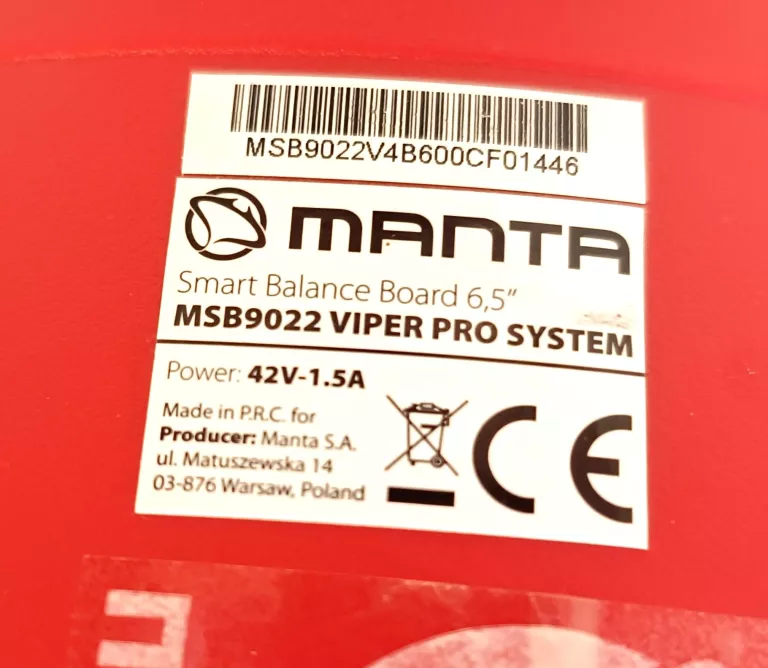 MSB9022V4B600CF01446
MANTA
Smart Balance Board 6,5”
MSB9022 VIPER PRO SYSTEM
Power: 42V-1.5A
Made in P.R.C. for
Producer: Manta S.A.
ul. Matuszewska 14
03-876 Warsaw, Poland
CE